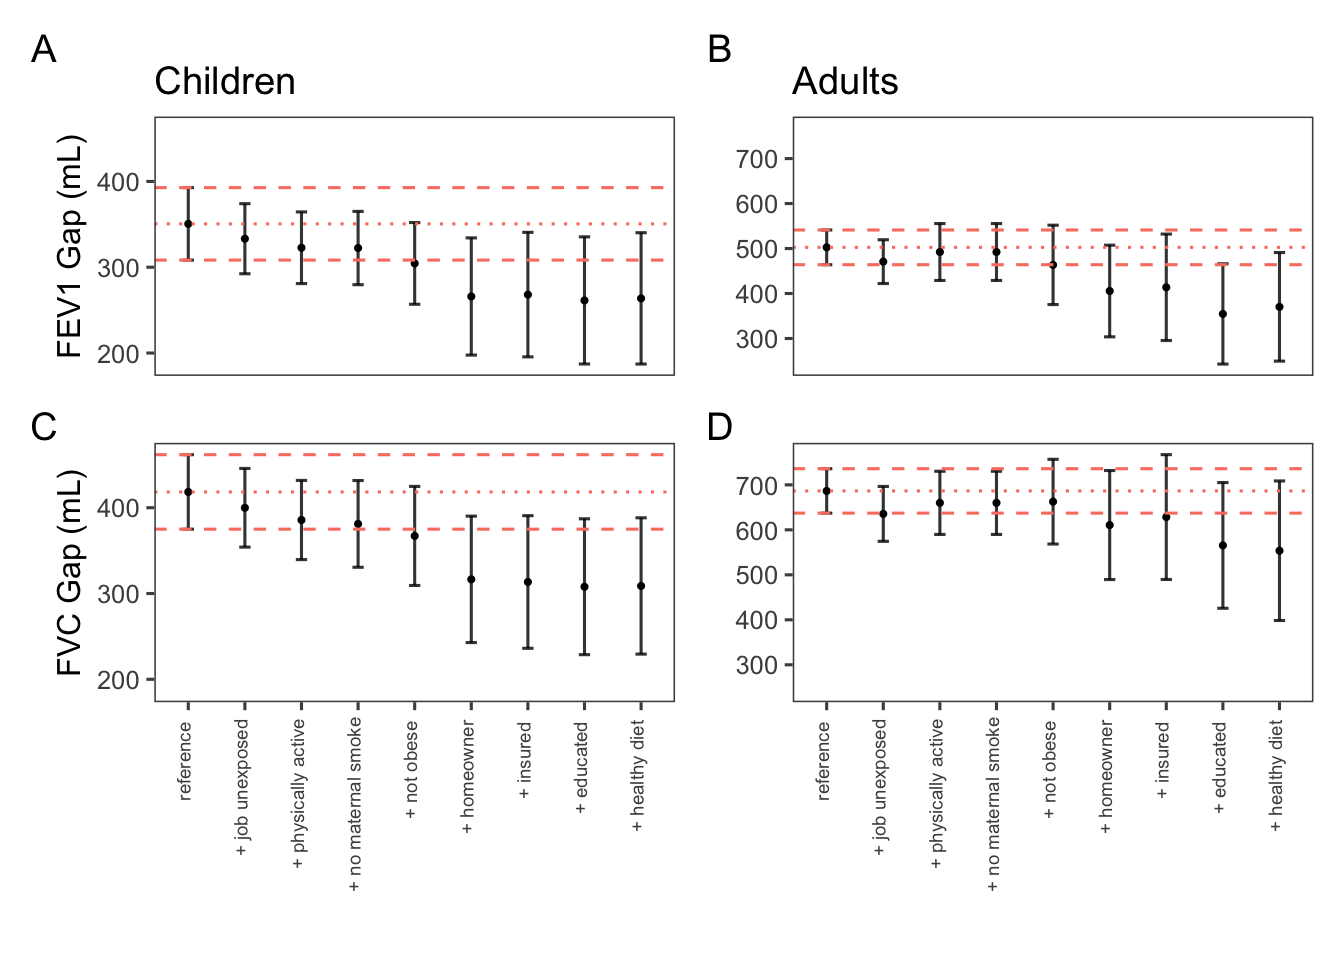 A
Children
FEV1 Gap (mL)
400
300
200
B
Adults
700
600
500
400
300
C
FVC Gap (mL)
400
300
200
reference
+ job unexposed
+ physically active
+ no maternal smoke
+ not obese
+ homeowner
+ insured
+ educated
+ healthy diet
D
700
600
500
400
300
reference
+ job unexposed
+ physically active
+ no maternal smoke
+ not obese
+ homeowner
+ insured
+ educated
+ healthy diet